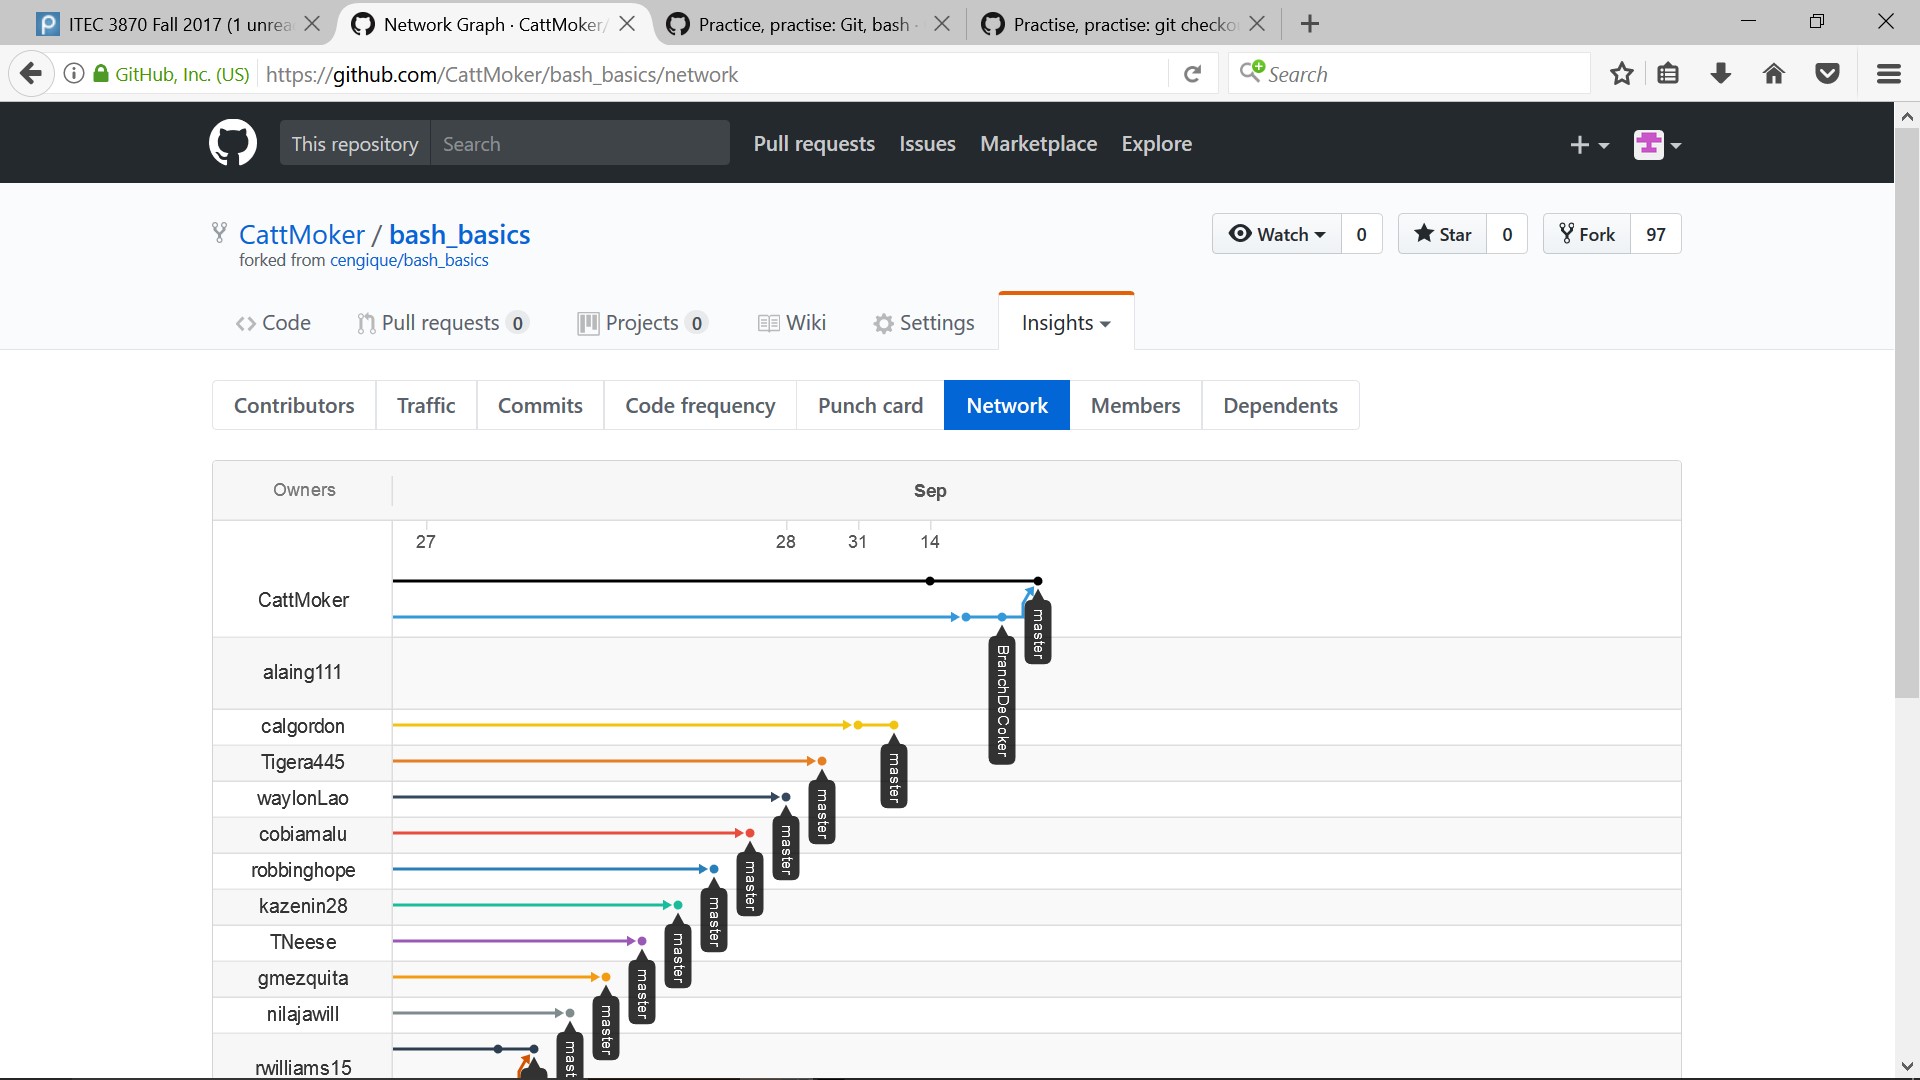 ITEC 3870 Fall 2017 (1 unrea
Network Graph · CattMoker/
Practice, practise: Git, bash ·
Practise, practise: git checko
GitHub, Inc. (US)
https://github.com/CattMoker/bash_basics/network
Search
This repository
Search
Pull requests
Issues
Marketplace
Explore
CattMoker / bash_basics
Watch
0
Star
0
Fork
97
forked from cengique/bash_basics
Code
Pull requests 0
Projects 0
Wiki
Settings
Insights
Contributors
Traffic
Commits
Code frequency
Punch card
Network
Members
Dependents
Owners
Sep
27
28
31
14
CattMoker
master
BranchDeCoker
alaing111
calgordon
master
Tigera445
master
waylonLao
master
cobiamalu
master
robbinghope
master
kazenin28
master
TNeese
master
gmezquita
master
nilajawill
mast
rwilliams15